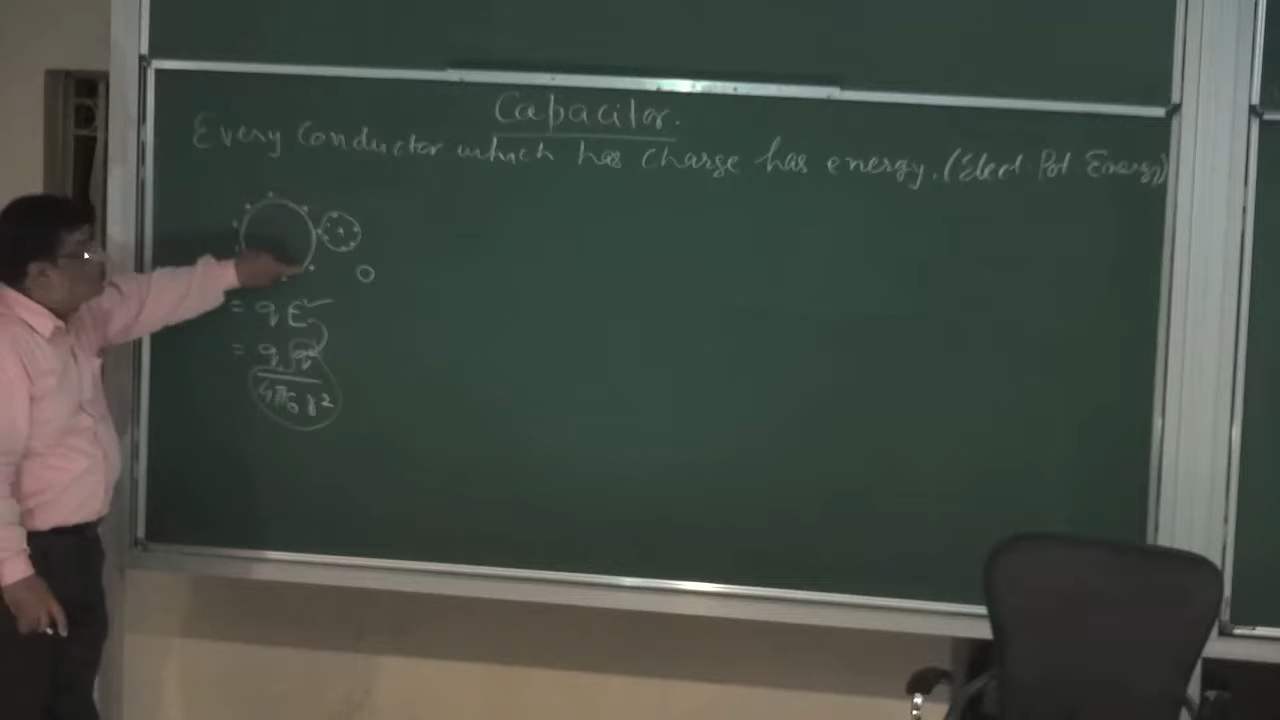 Capacitor.
Every conductor which has charge has energy. (Elect Pot Energy)
= q E
= q q
4πε₀ r²